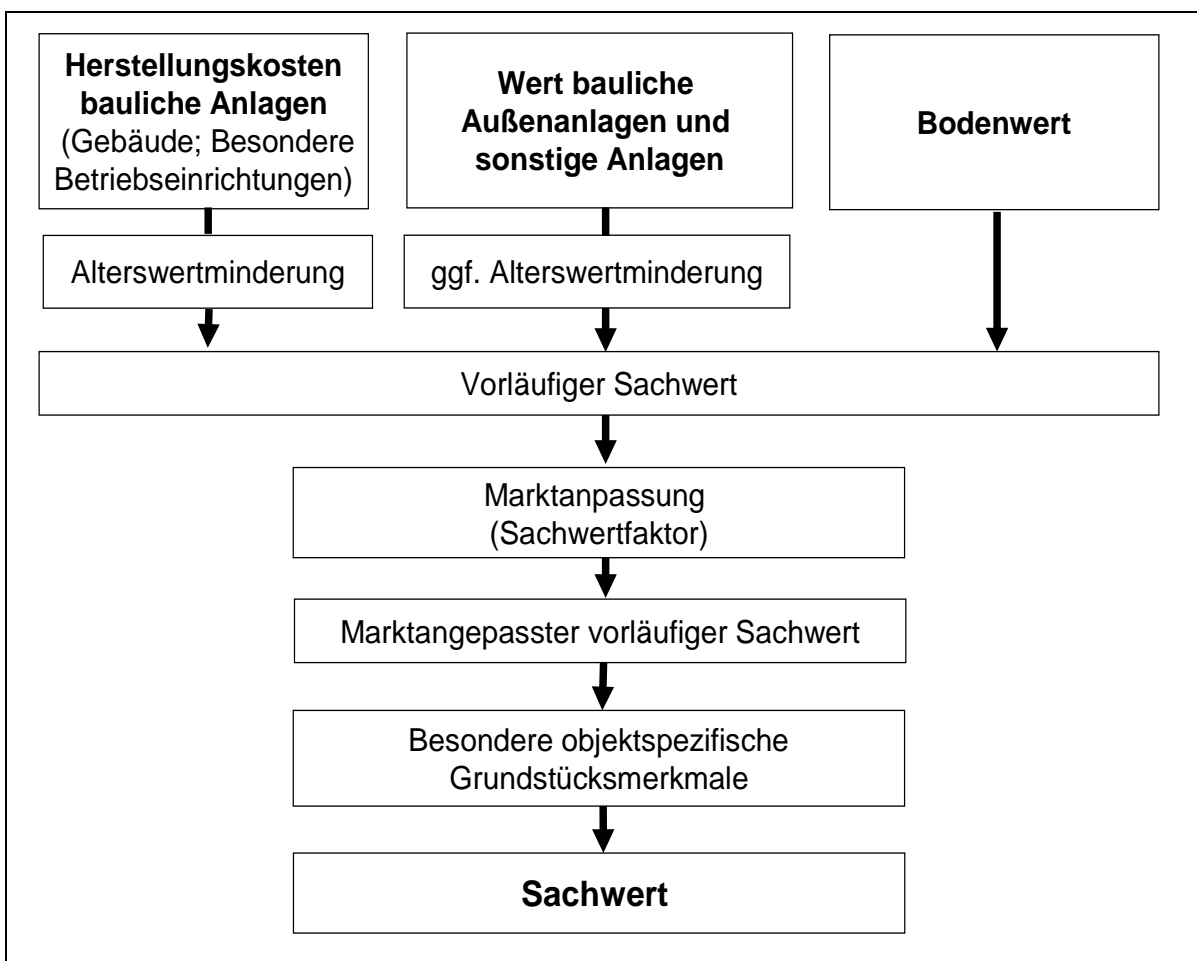 Herstellungskosten
bauliche Anlagen
(Gebäude; Besondere
Betriebseinrichtungen)
Wert bauliche
Außenanlagen und
sonstige Anlagen
Bodenwert
Alterswertminderung
ggf. Alterswertminderung
Vorläufiger Sachwert
Marktanpassung
(Sachwertfaktor)
Marktangepasster vorläufiger Sachwert
Besondere objektspezifische
Grundstücksmerkmale
Sachwert